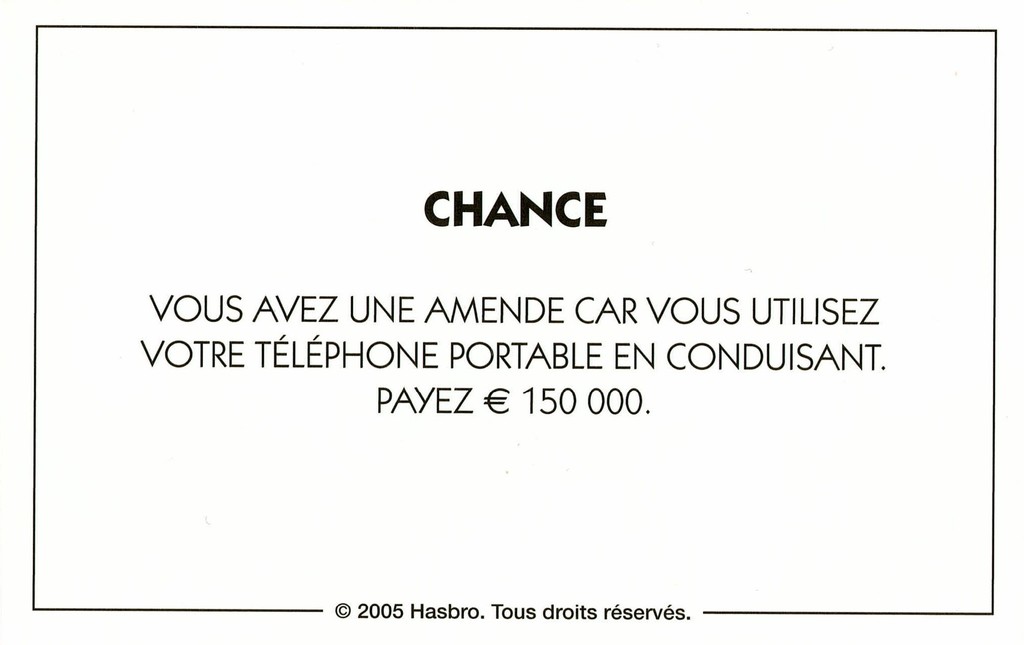 CHANCE
VOUS AVEZ UNE AMENDE CAR VOUS UTILISEZ
VOTRE TÉLÉPHONE PORTABLE EN CONDUISANT.
PAYEZ € 150 000.
© 2005 Hasbro. Tous droits réservés.